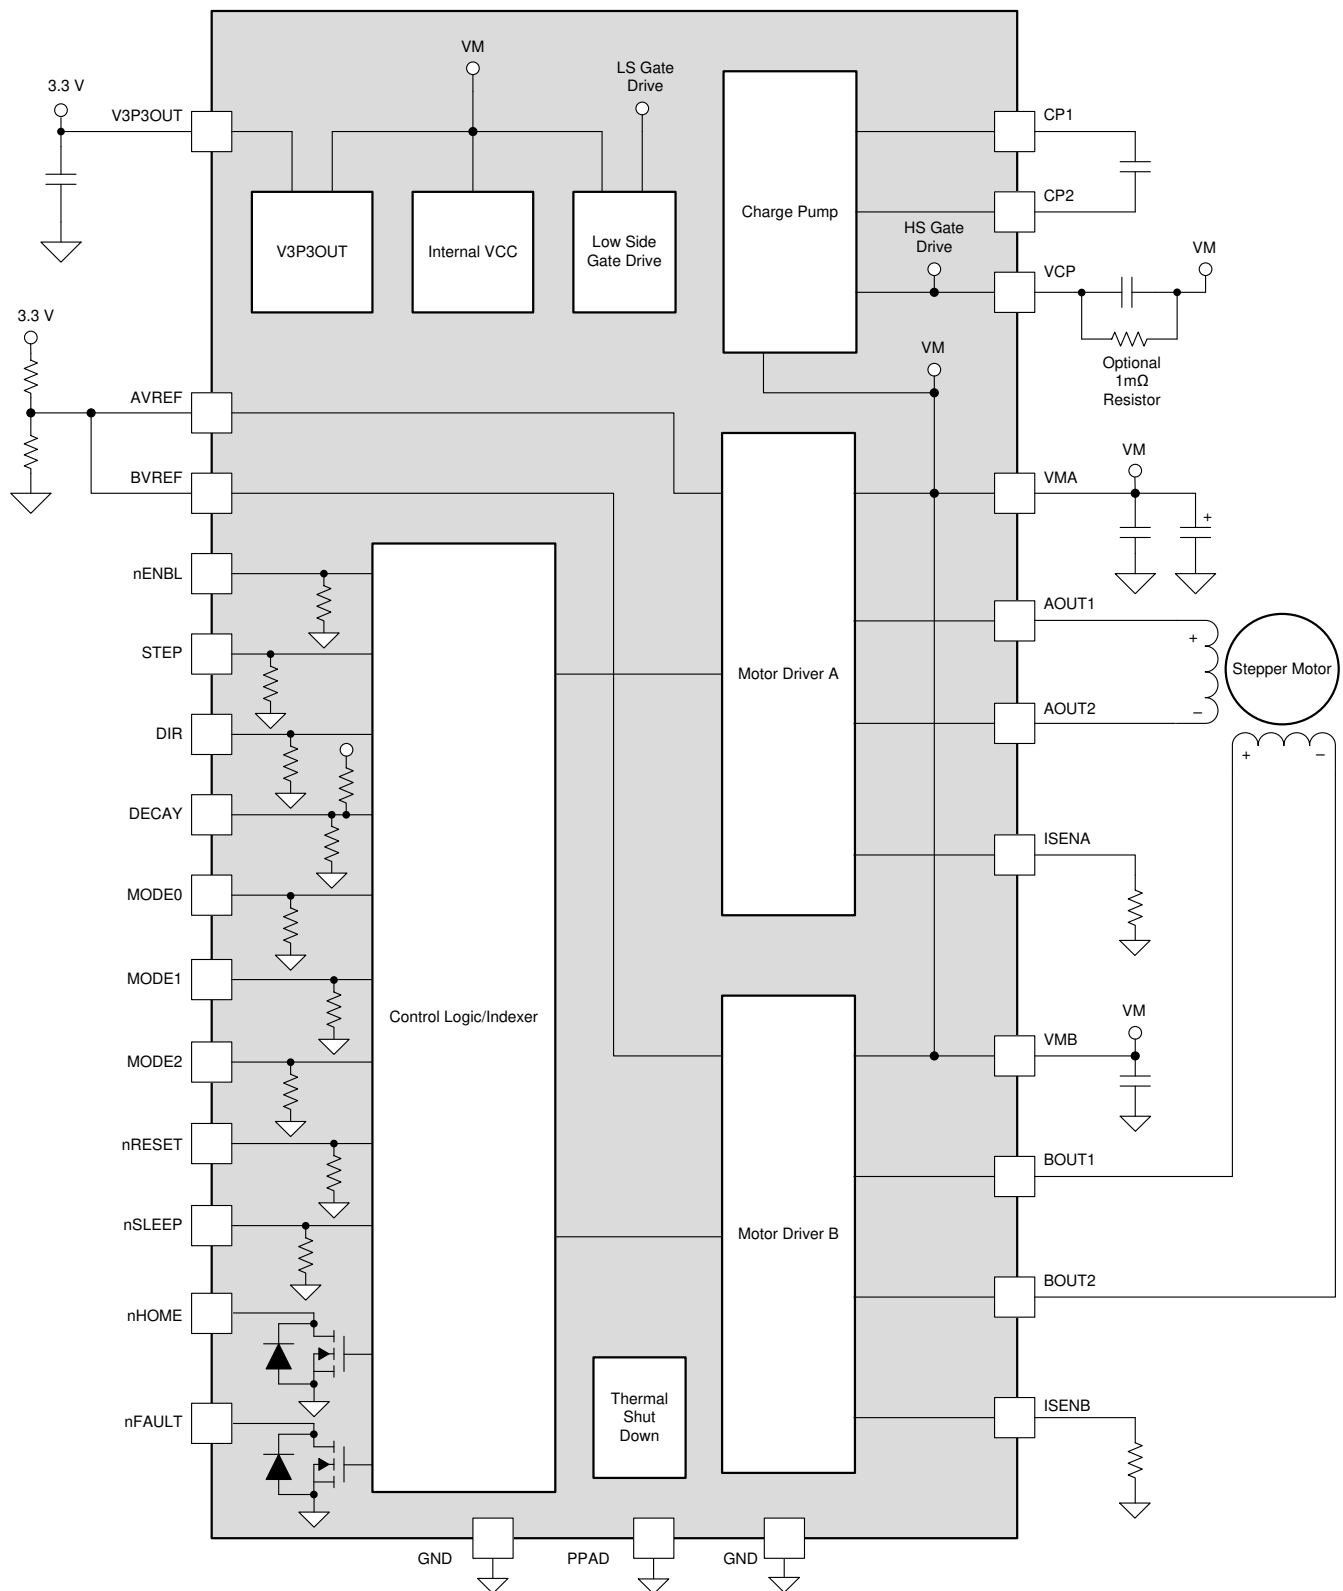 VM
LS Gate
Drive
3.3 V
V3P3OUT
CP1
V3P3OUT
Internal VCC
Low Side
Gate Drive
Charge Pump
CP2
HS Gate
Drive
VCP
VM
Optional
1mΩ
Resistor
3.3 V
AVREF
VM
BVREF
VMA
VM
+
nENBL
AOUT1
+
STEP
Motor Driver A
Stepper Motor
AOUT2
–
DIR
+
–
DECAY
ISENA
MODE0
MODE1
Control Logic/Indexer
VM
MODE2
VMB
nRESET
BOUT1
nSLEEP
Motor Driver B
BOUT2
nHOME
Thermal
Shut
Down
nFAULT
ISENB
GND
PPAD
GND